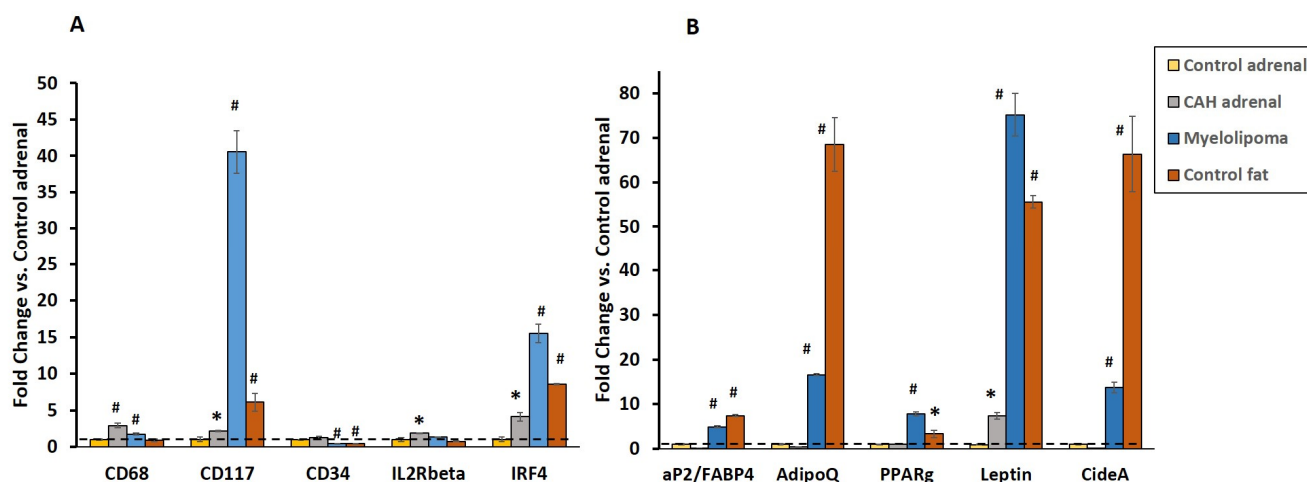 A
Fold Change vs. Control adrenal
50
45
40
35
30
25
20
15
10
5
0
# # * # # # # * * # #
CD68 CD117 CD34 IL2Rbeta IRF4
B
Fold Change vs. Control adrenal
80
70
60
50
40
30
20
10
0
# # # # # * * # # # #
aP2/FABP4 AdipoQ PPARg Leptin CideA
Control adrenal
CAH adrenal
Myelolipoma
Control fat